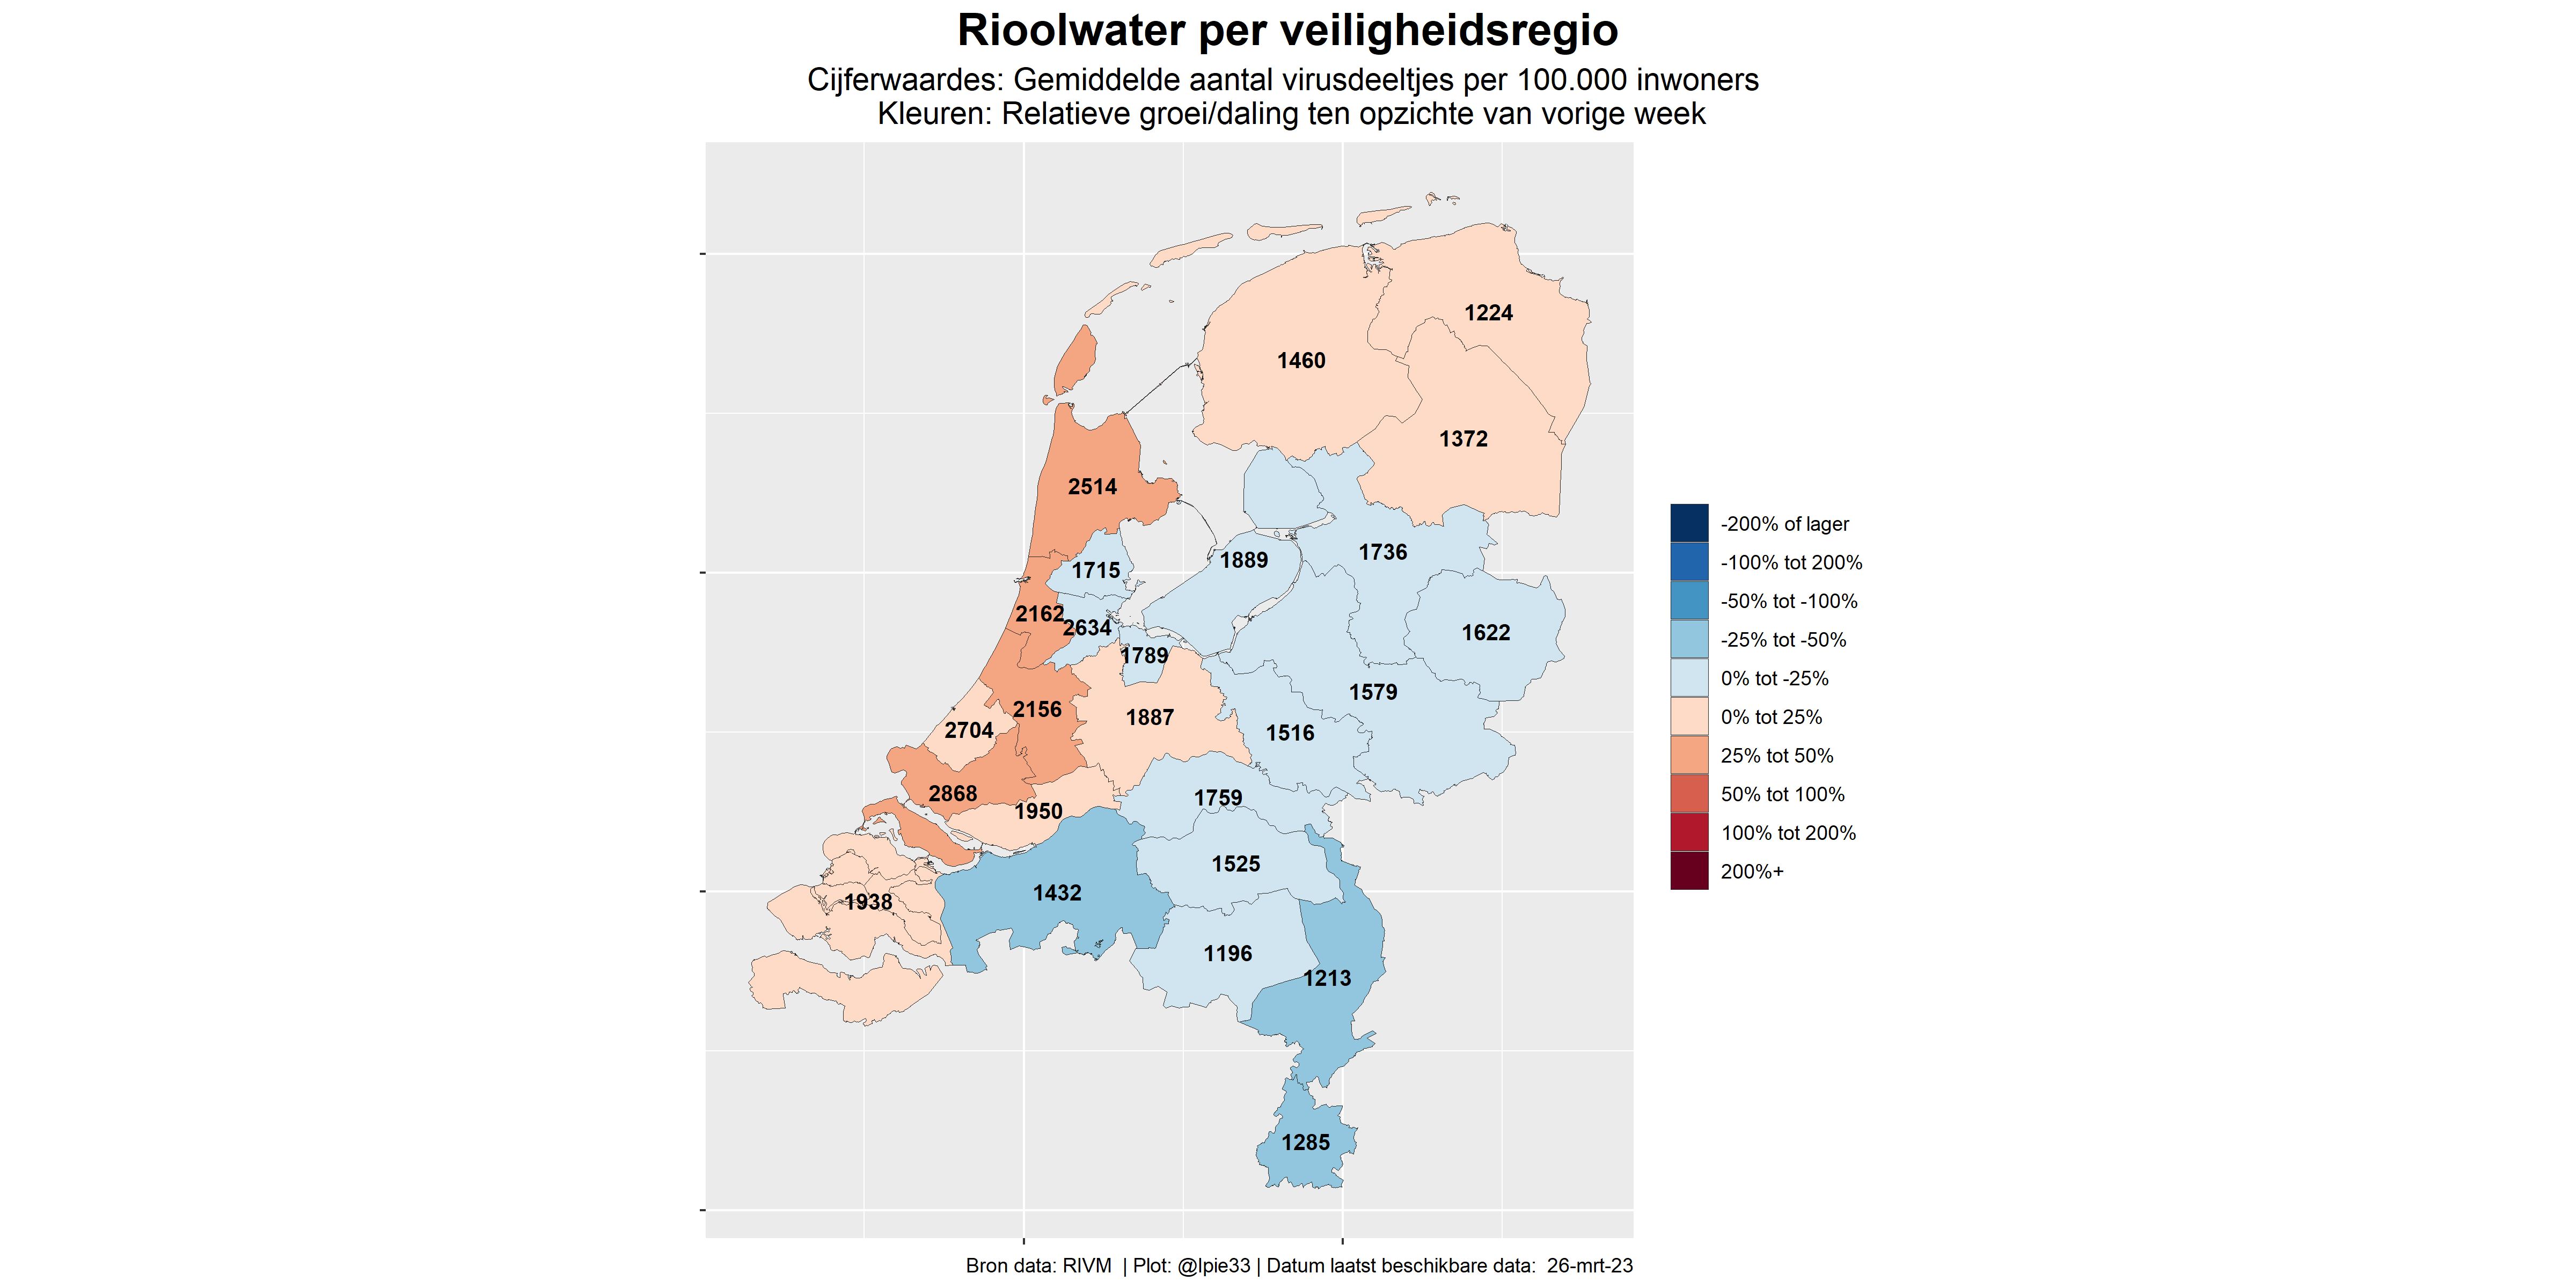 Rioolwater per veiligheidsregio
Cijferwaardes: Gemiddelde aantal virusdeeltjes per 100.000 inwoners
Kleuren: Relatieve groei/daling ten opzichte van vorige week
1224
1460
1372
2514
1736
1889
1715
2162
2634
1622
1789
1579
2156
1887
2704
1516
2868
1759
1950
1525
1432
1938
1196
1213
1285
-200% of lager
-100% tot 200%
-50% tot -100%
-25% tot -50%
0% tot -25%
0% tot 25%
25% tot 50%
50% tot 100%
100% tot 200%
200%+
Bron data: RIVM | Plot: @lpie33 | Datum laatst beschikbare data: 26-mrt-23